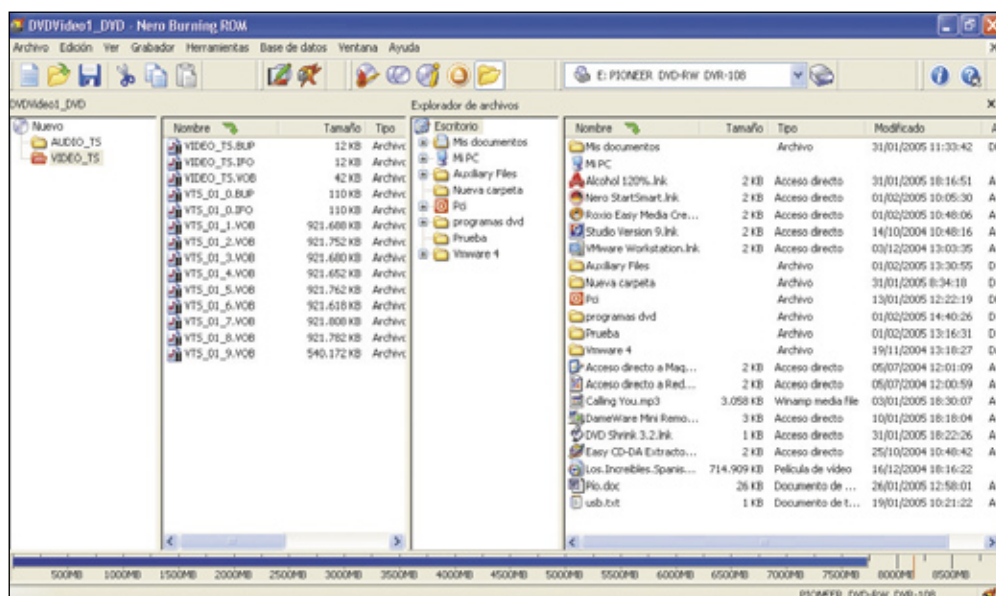 DVDVideo1_DVD - Nero Burning ROM
Archivo Edición Ver Grabador Herramientas Base de datos Ventana Ayuda
E: PIONEER DVD-RW DVR-108
DVDVideo1_DVD
Nuevo
AUDIO_TS
VIDEO_TS
Nombre Tamaño Tipo
VIDEO_TS.BUP 12 KB Archivc
VIDEO_TS.IFO 12 KB Archivc
VIDEO_TS.VOB 42 KB Archivc
VTS_01_0.BUP 110 KB Archivc
VTS_01_0.IFO 110 KB Archivc
VTS_01_1.VOB 921.688 KB Archivc
VTS_01_2.VOB 921.752 KB Archivc
VTS_01_3.VOB 921.680 KB Archivc
VTS_01_4.VOB 921.652 KB Archivc
VTS_01_5.VOB 921.762 KB Archivc
VTS_01_6.VOB 921.618 KB Archivc
VTS_01_7.VOB 921.808 KB Archivc
VTS_01_8.VOB 921.782 KB Archivc
VTS_01_9.VOB 540.172 KB Archivc
Explorador de archivos
Escritorio
Mis documentos
Mi PC
Auxiliary Files
Nueva carpeta
Pci
programas dvd
Prueba
Vmware 4
Nombre Tamaño Tipo Modificado A
Mis documentos Archivo 31/01/2005 11:33:42 D
Mi PC
Alcohol 120%.lnk 2 KB Acceso directo 31/01/2005 18:16:51 A
Nero StartSmart.lnk 2 KB Acceso directo 01/02/2005 10:05:30 A
Roxio Easy Media Cre... 2 KB Acceso directo 01/02/2005 10:48:06 A
Studio Version 9.lnk 2 KB Acceso directo 14/10/2004 10:48:16 A
VMware Workstation.lnk 2 KB Acceso directo 03/12/2004 13:03:35 A
Auxiliary Files Archivo 01/02/2005 13:30:55 D
Nueva carpeta Archivo 31/01/2005 8:34:18 D
Pci Archivo 13/01/2005 12:22:19 D
programas dvd Archivo 01/02/2005 14:40:26 D
Prueba Archivo 01/02/2005 13:16:31 D
Vmware 4 Archivo 19/11/2004 13:18:27 D
Acceso directo a Maq... 2 KB Acceso directo 05/07/2004 12:01:09 A
Acceso directo a Red... 2 KB Acceso directo 05/07/2004 12:00:59 A
Calling You.mp3 3.058 KB Winamp media file 03/01/2005 18:30:07 A
DameWare Mini Remo... 3 KB Acceso directo 10/01/2005 18:18:04 A
DVD Shrink 3.2.lnk 1 KB Acceso directo 31/01/2005 18:22:26 A
Easy CD-DA Extracto... 2 KB Acceso directo 25/10/2004 10:48:42 A
Los.Increibles.Spanis... 714.909 KB Película de vídeo 16/12/2004 18:16:22
Pio.doc 26 KB Documento de ... 26/01/2005 12:58:01 A
usb.txt 1 KB Documento de t... 19/01/2005 10:21:22 A
500MB 1000MB 1500MB 2000MB 2500MB 3000MB 3500MB 4000MB 4500MB 5000MB 5500MB 6000MB 6500MB 7000MB 7500MB 8000MB 8500MB
PIONEER DVD-RW DVR-108